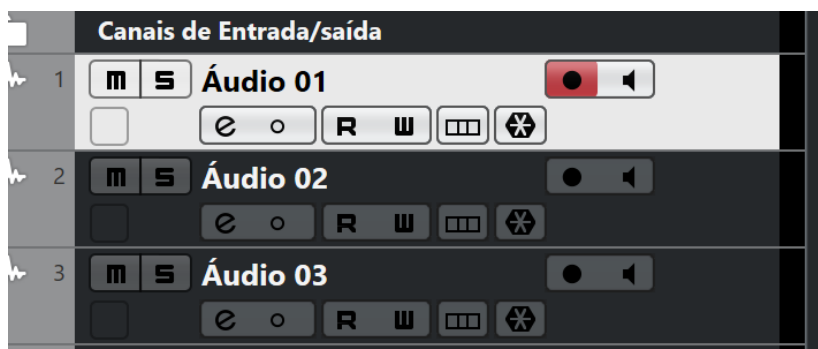 Canais de Entrada/saída
1 m S Áudio 01
e R W
2 m S Áudio 02
e R W
3 m S Áudio 03
e R W